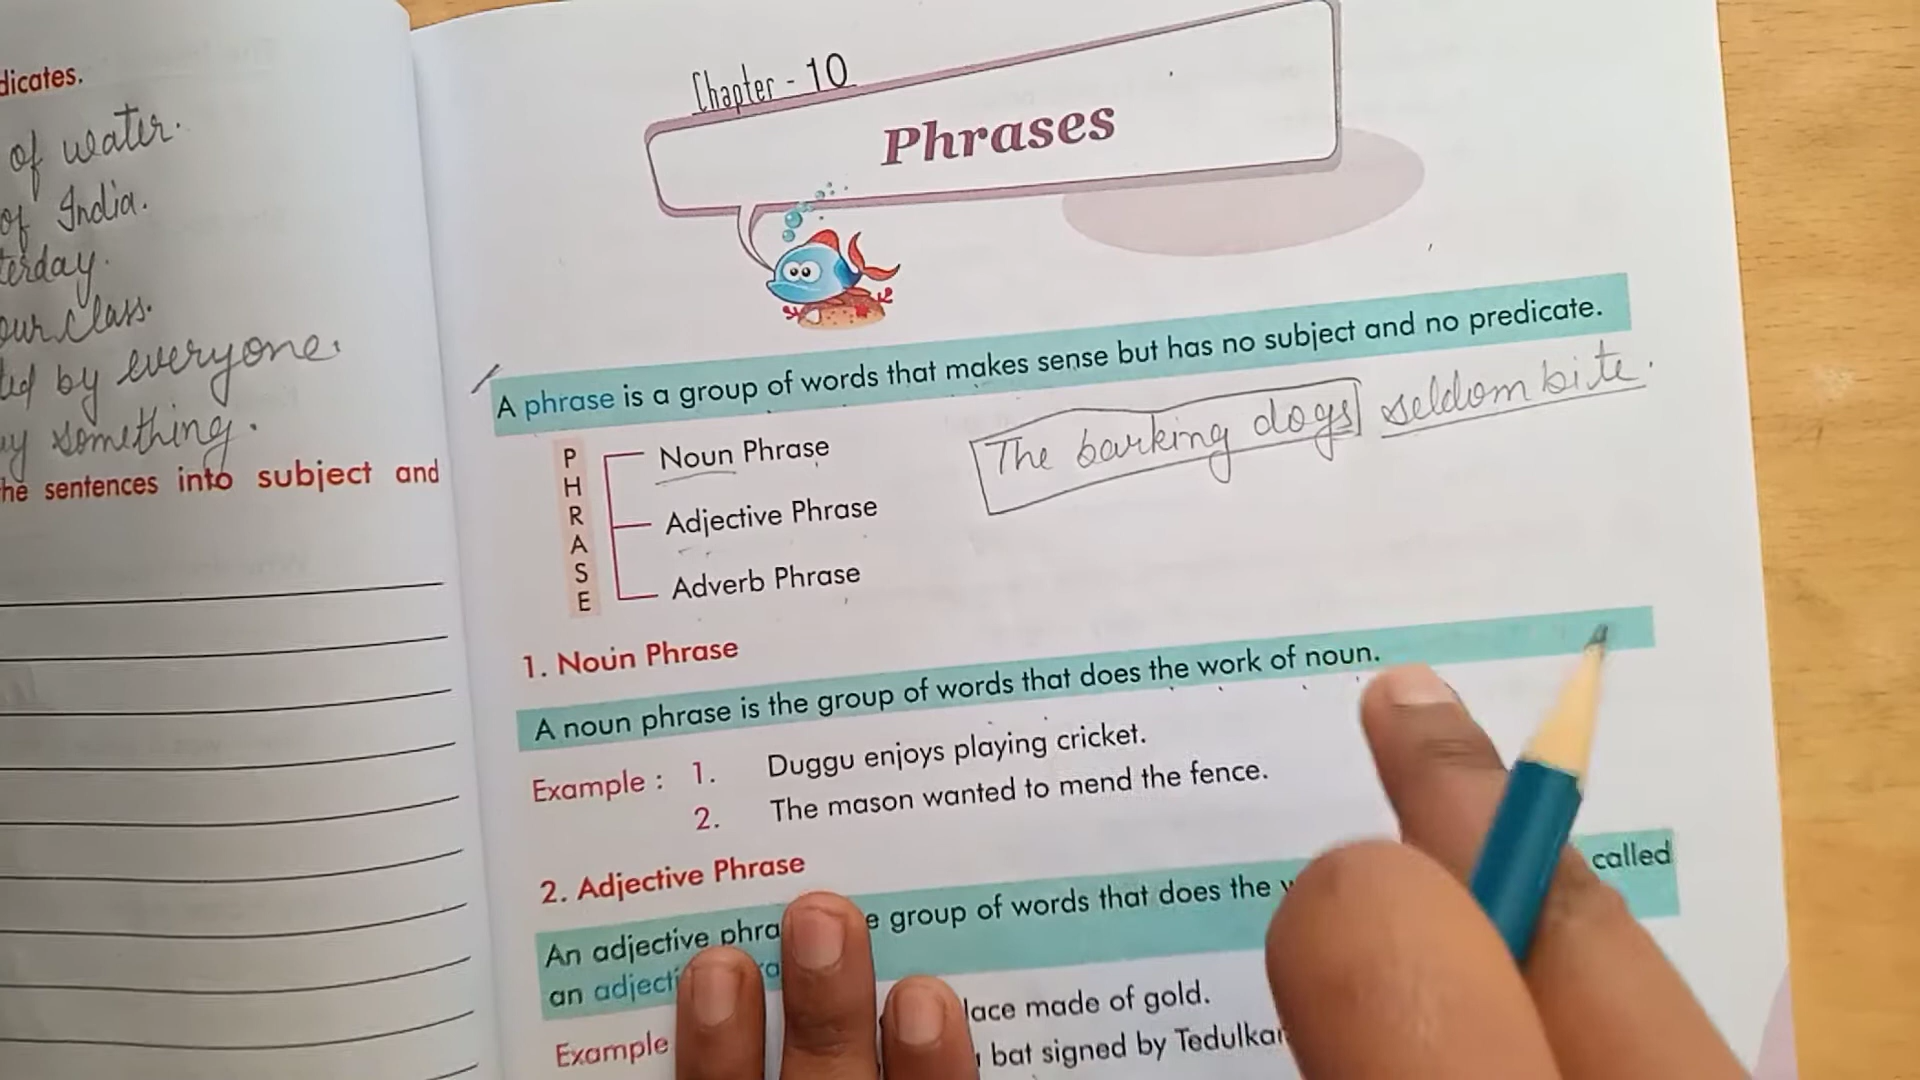 dicates.
of water.
of India.
terday.
our class.
by everyone.
something.
he sentences into subject and
Chapter - 10
Phrases
A phrase is a group of words that makes sense but has no subject and no predicate.
The barking dogs seldom bite.
PHRASE
Noun Phrase
Adjective Phrase
Adverb Phrase
1. Noun Phrase
A noun phrase is the group of words that does the work of noun.
Example : 1. Duggu enjoys playing cricket.
2. The mason wanted to mend the fence.
2. Adjective Phrase
An adjective phra e group of words that does the called
an adjecti
Example lace made of gold.
bat signed by Tedulkar